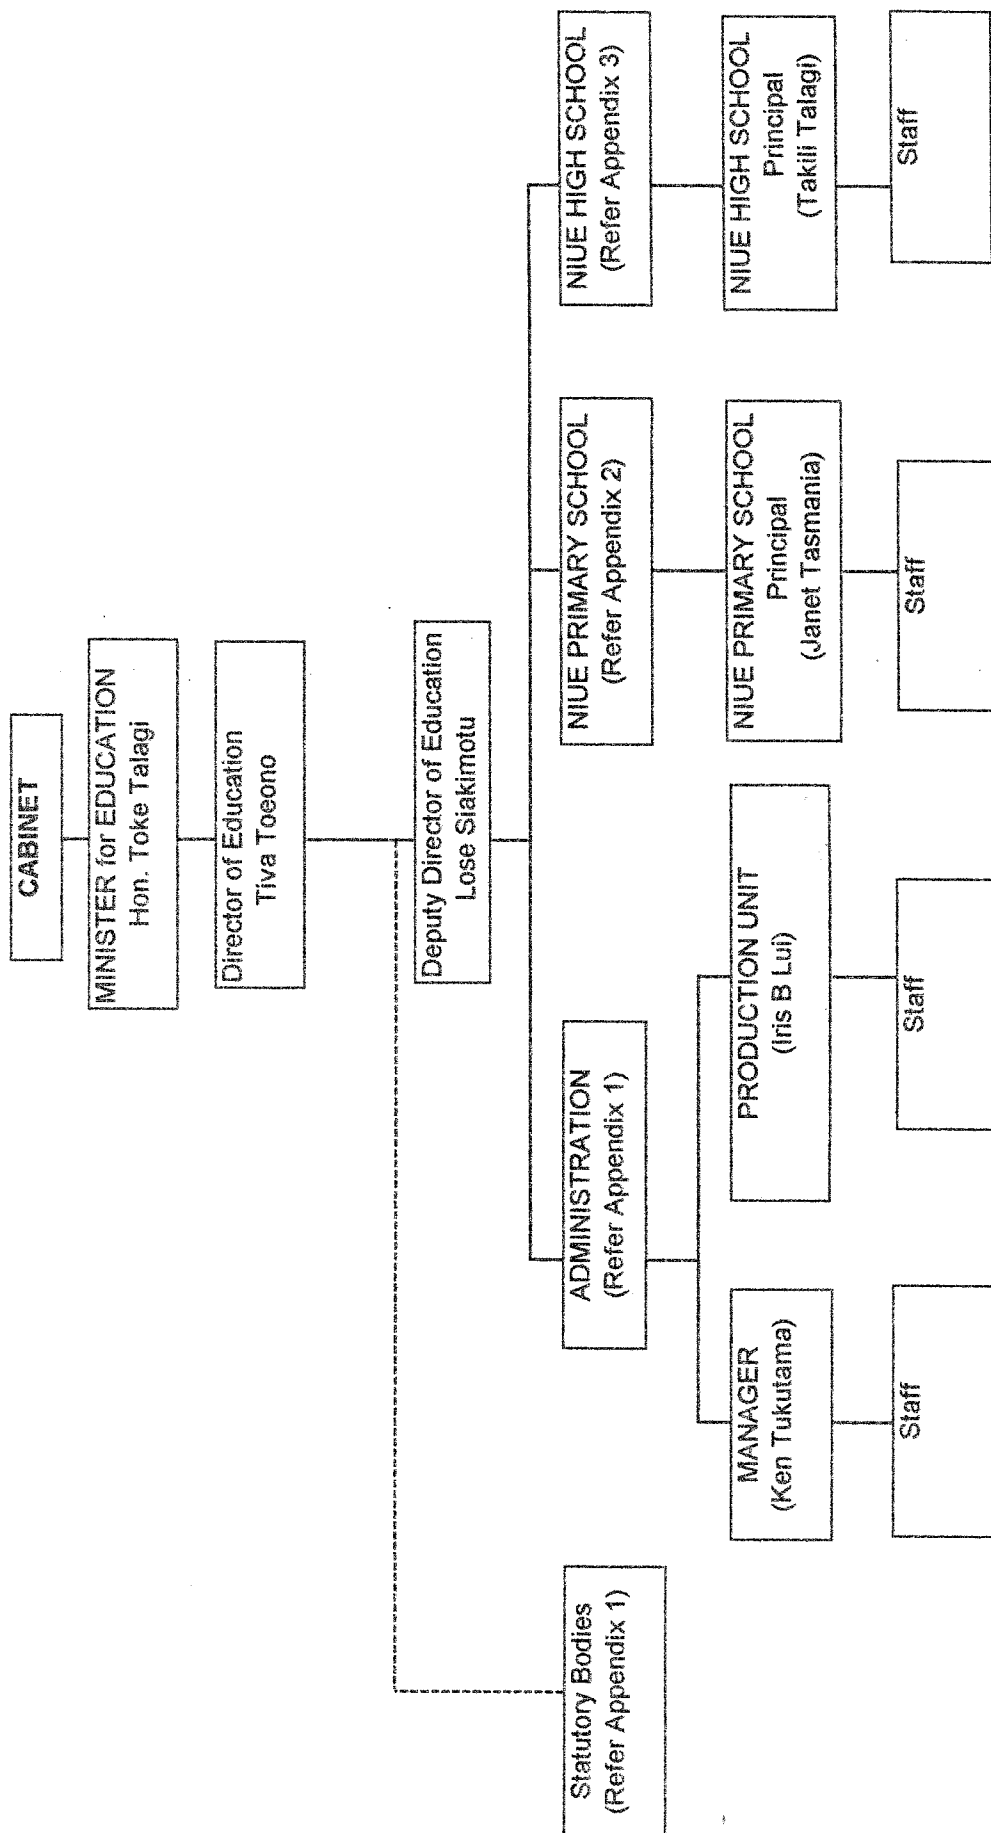 CABINET
MINISTER for EDUCATION
Hon. Toke Talagi
Director of Education
Tiva Toeono
Deputy Director of Education
Lose Siakimotu
Statutory Bodies
(Refer Appendix 1)
ADMINISTRATION
(Refer Appendix 1)
NIUE PRIMARY SCHOOL
(Refer Appendix 2)
NIUE HIGH SCHOOL
(Refer Appendix 3)
MANAGER
(Ken Tukutama)
PRODUCTION UNIT
(Iris B Lui)
NIUE PRIMARY SCHOOL
Principal
(Janet Tasmania)
NIUE HIGH SCHOOL
Principal
(Takili Talagi)
Staff
Staff
Staff
Staff